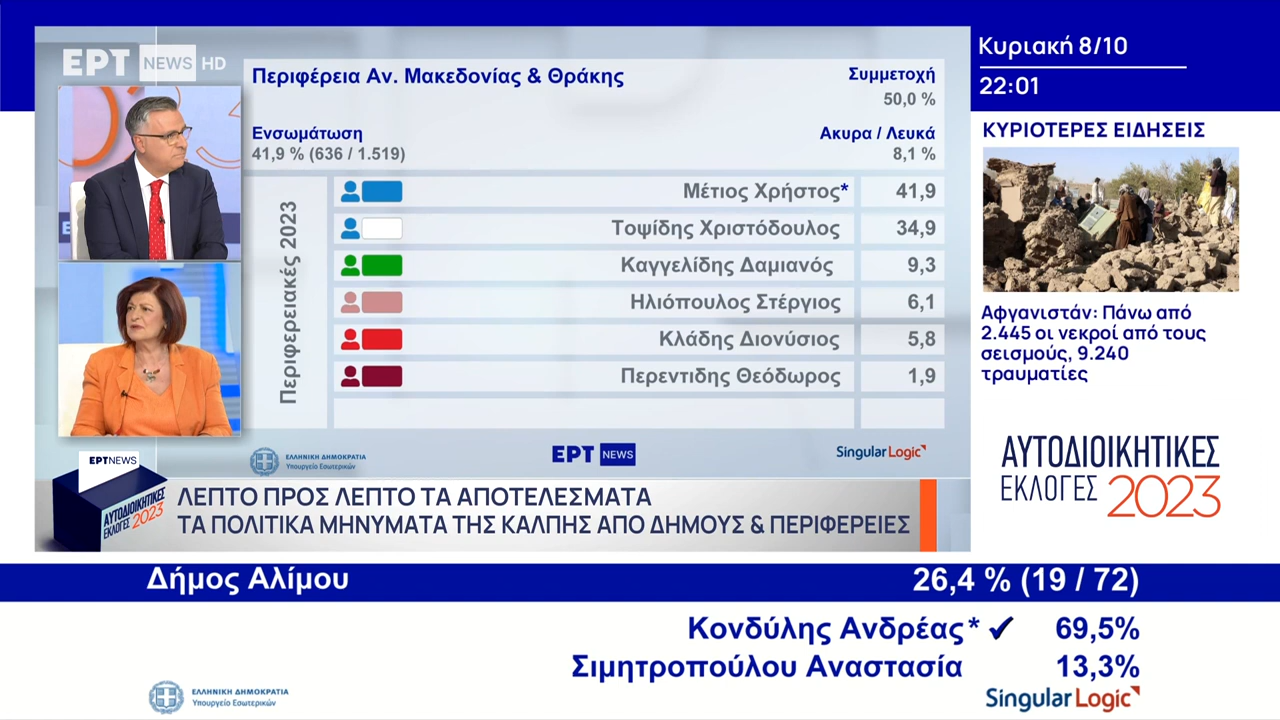 ΕΡΤ NEWS HD
Περιφέρεια Αν. Μακεδονίας & Θράκης
Συμμετοχή
50,0 %
Ενσωμάτωση
41,9 % (636 / 1.519)
Ακυρα / Λευκά
8,1 %
Περιφερειακές 2023
Μέτιος Χρήστος* 41,9
Τοψίδης Χριστόδουλος 34,9
Καγγελίδης Δαμιανός 9,3
Ηλιόπουλος Στέργιος 6,1
Κλάδης Διονύσιος 5,8
Περεντιδης Θεόδωρος 1,9
ΕΛΛΗΝΙΚΗ ΔΗΜΟΚΡΑΤΙΑ
Υπουργείο Εσωτερικών
ΕΡΤ NEWS
SingularLogic
ΕΡΤNEWS
ΑΥΤΟΔΙΟΙΚΗΤΙΚΕΣ
ΕΚΛΟΓΕΣ 2023
ΛΕΠΤΟ ΠΡΟΣ ΛΕΠΤΟ ΤΑ ΑΠΟΤΕΛΕΣΜΑΤΑ
ΤΑ ΠΟΛΙΤΙΚΑ ΜΗΝΥΜΑΤΑ ΤΗΣ ΚΑΛΠΗΣ ΑΠΟ ΔΗΜΟΥΣ & ΠΕΡΙΦΕΡΕΙΕΣ
Κυριακή 8/10
22:01
ΚΥΡΙΟΤΕΡΕΣ ΕΙΔΗΣΕΙΣ
Αφγανιστάν: Πάνω από
2.445 οι νεκροί από τους
σεισμούς, 9.240
τραυματίες
ΑΥΤΟΔΙΟΙΚΗΤΙΚΕΣ
ΕΚΛΟΓΕΣ 2023
Δήμος Αλίμου 26,4 % (19 / 72)
Κονδύλης Ανδρέας* ✔ 69,5%
Σιμητροπούλου Αναστασία 13,3%
ΕΛΛΗΝΙΚΗ ΔΗΜΟΚΡΑΤΙΑ
Υπουργείο Εσωτερικών
SingularLogic